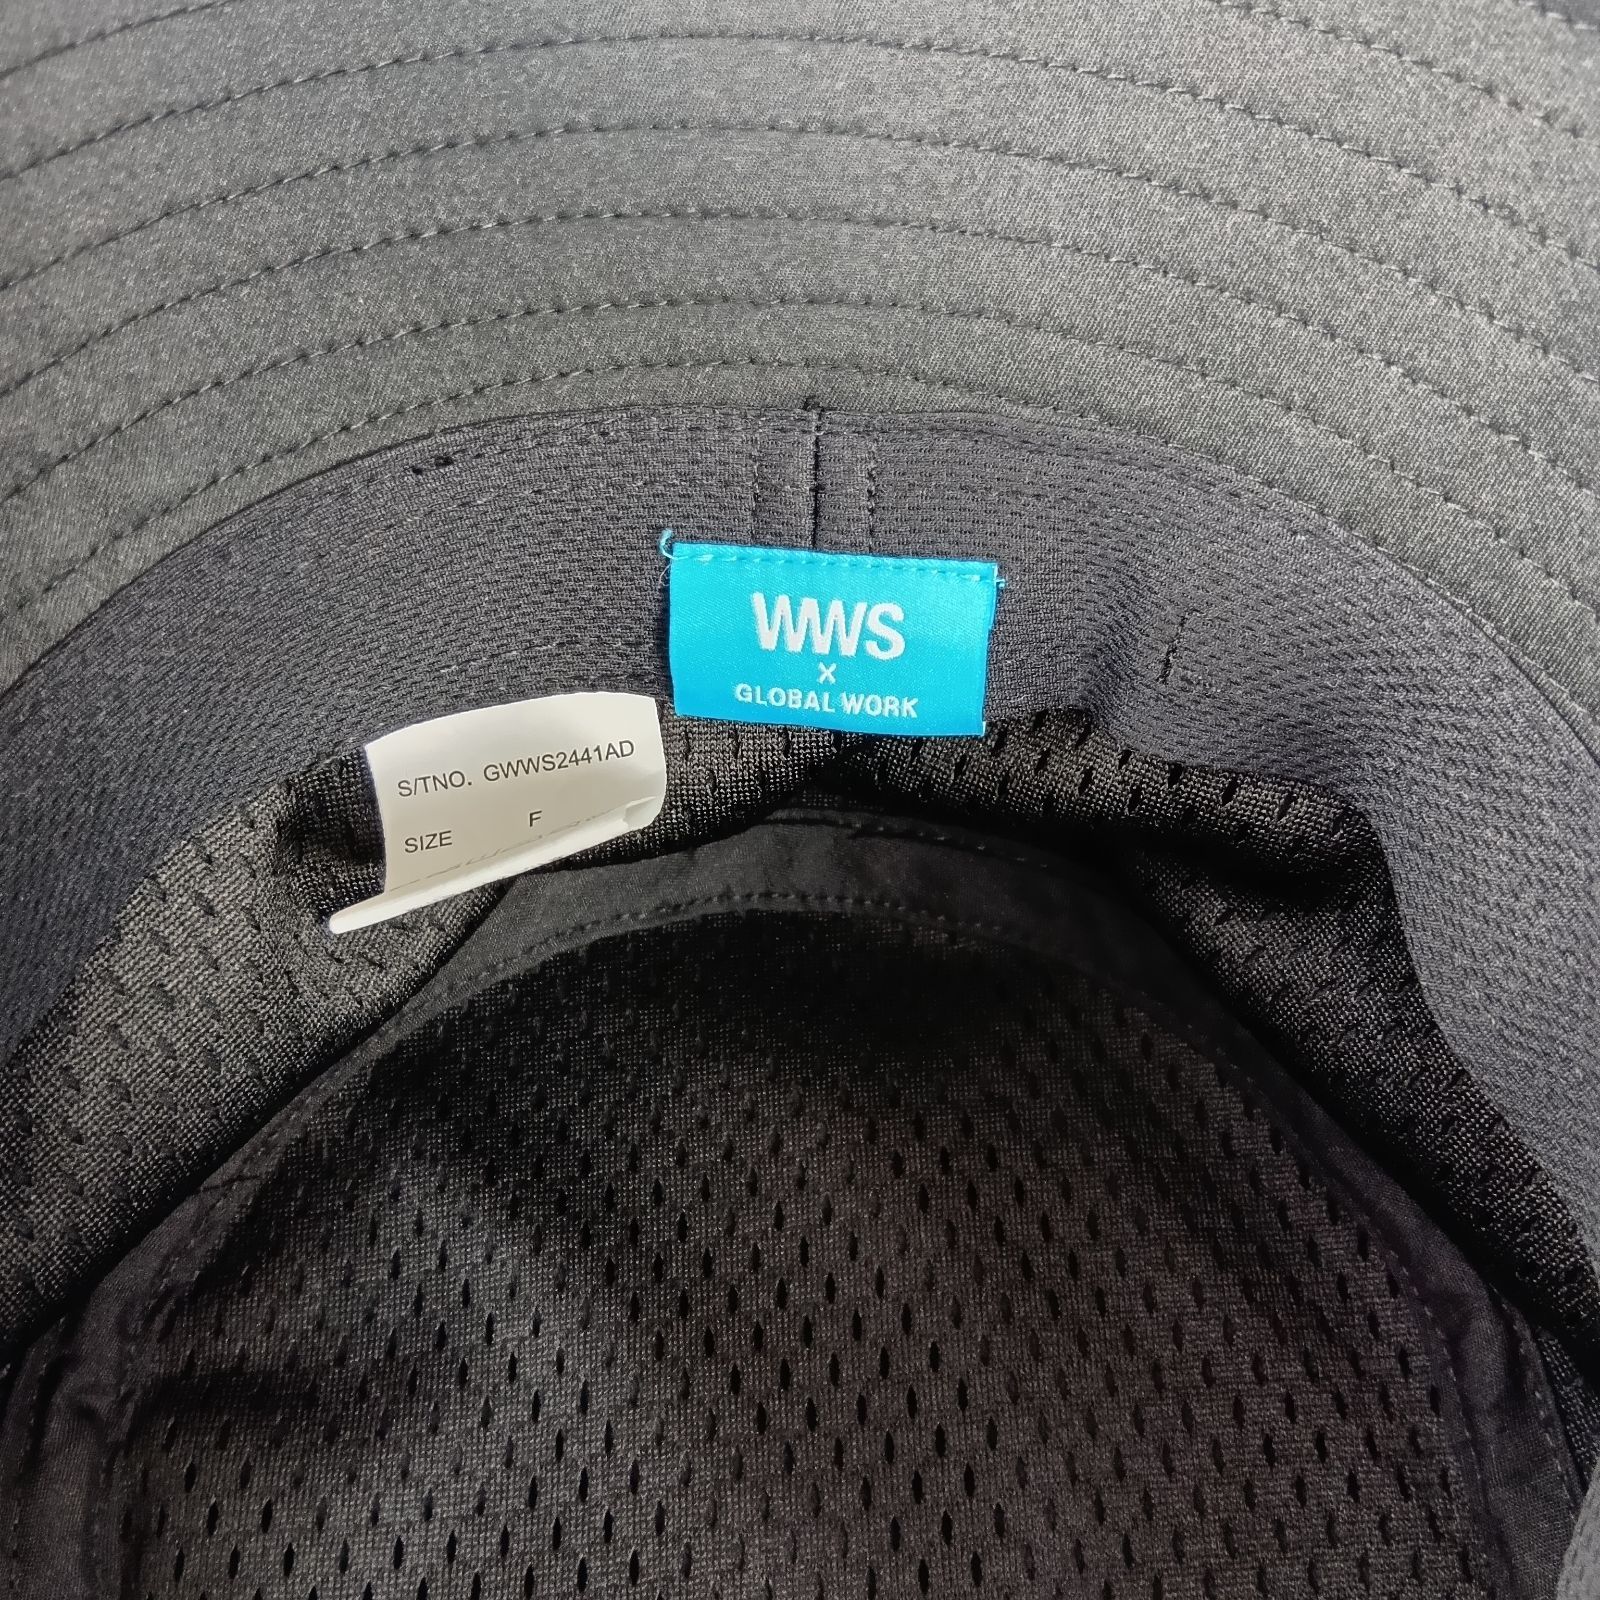 WWS
X
GLOBAL WORK
S/TNO. GWWS2441AD
SIZE F